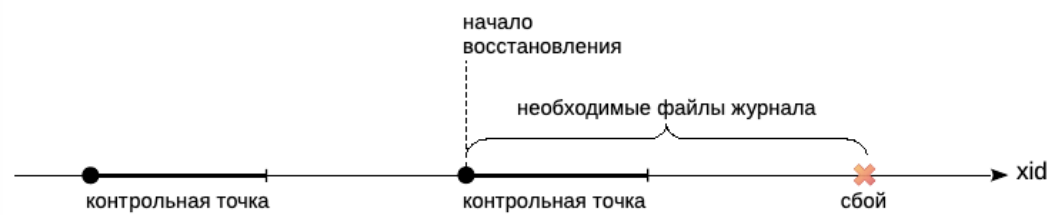 начало
восстановления
необходимые файлы журнала
xid
контрольная точка
контрольная точка
сбой